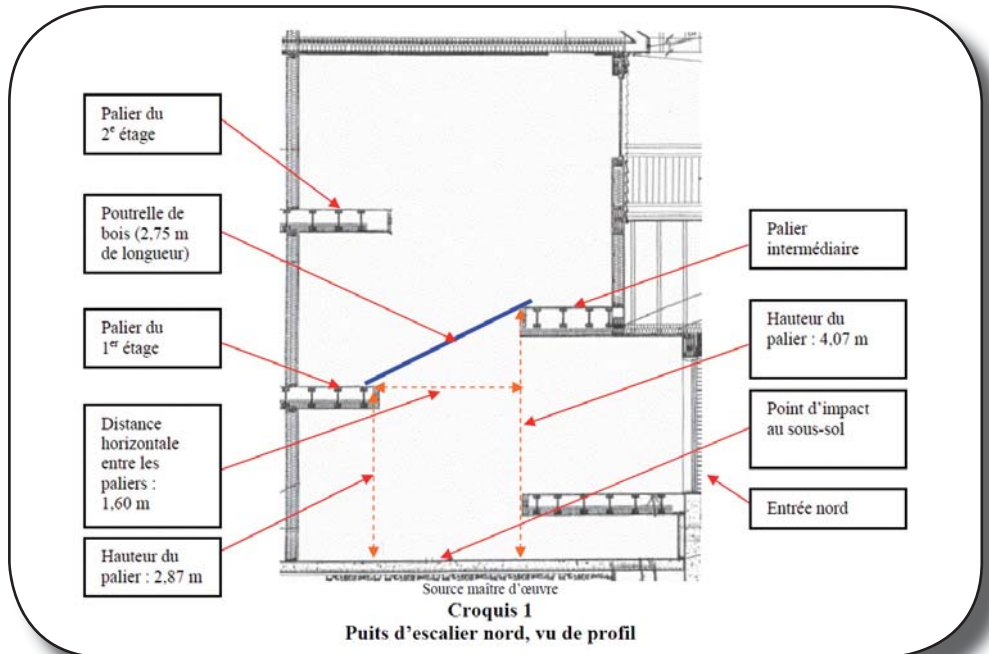 Palier du
2e étage
Poutrelle de
bois (2,75 m
de longueur)
Palier du
1er étage
Distance
horizontale
entre les
paliers :
1,60 m
Hauteur du
palier : 2,87 m
Palier
intermédiaire
Hauteur du
palier : 4,07 m
Point d’impact
au sous-sol
Entrée nord
Source maître d’œuvre
Croquis 1
Puits d’escalier nord, vu de profil